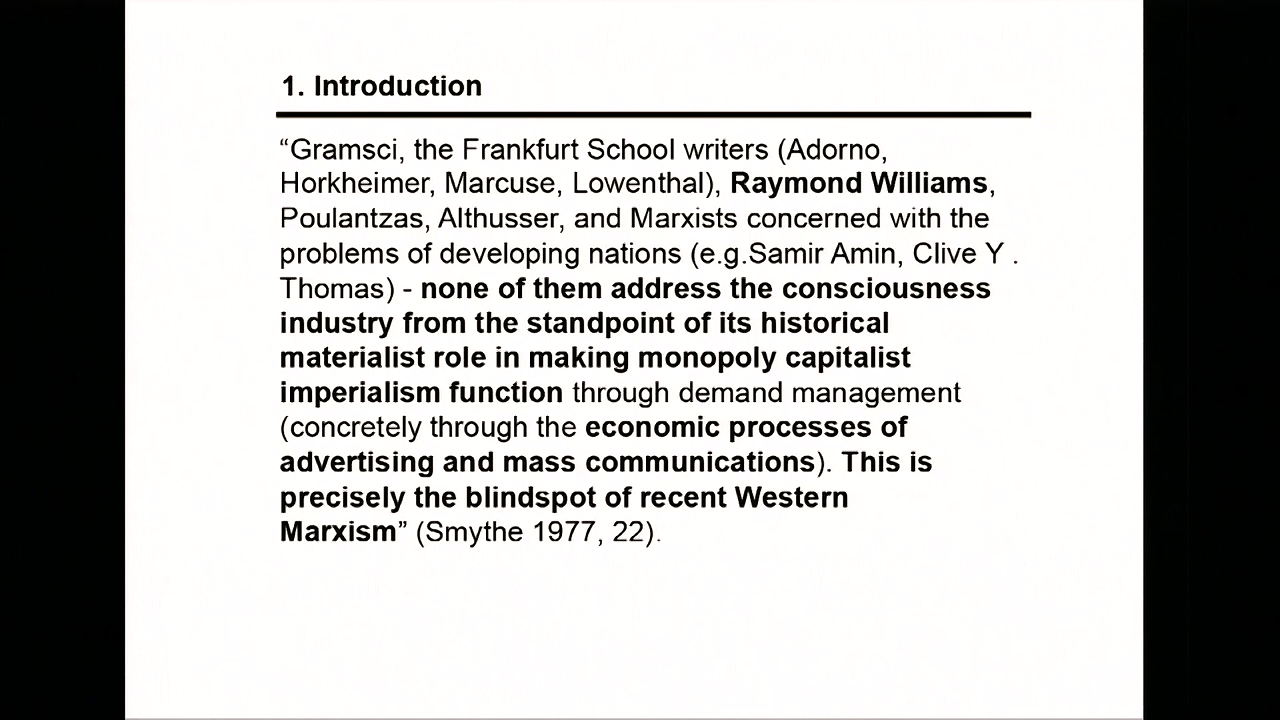 1. Introduction
“Gramsci, the Frankfurt School writers (Adorno,
Horkheimer, Marcuse, Lowenthal), Raymond Williams,
Poulantzas, Althusser, and Marxists concerned with the
problems of developing nations (e.g.Samir Amin, Clive Y .
Thomas) - none of them address the consciousness
industry from the standpoint of its historical
materialist role in making monopoly capitalist
imperialism function through demand management
(concretely through the economic processes of
advertising and mass communications). This is
precisely the blindspot of recent Western
Marxism” (Smythe 1977, 22).